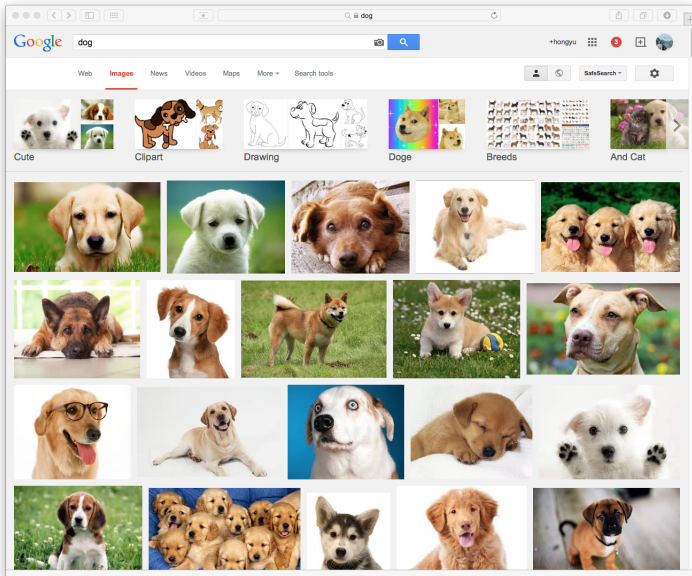 dog
Google
dog
+hongyu
3
Web Images News Videos Maps More Search tools
SafeSearch
Cute Clipart Drawing Doge Breeds And Cat